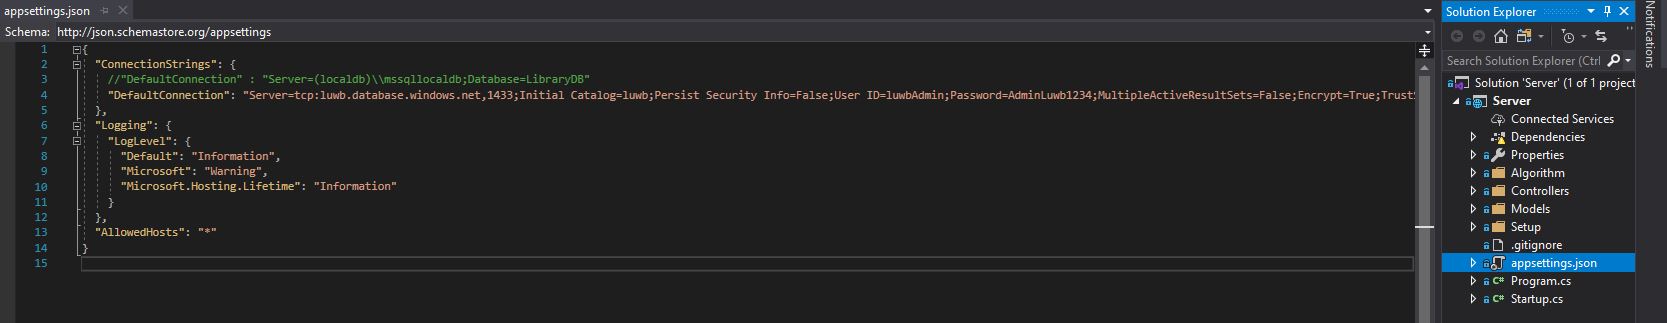 appsettings.json
Schema: http://json.schemastore.org/appsettings
1 {
2 "ConnectionStrings": {
3 //"DefaultConnection" : "Server=(localdb)\\mssqllocaldb;Database=LibraryDB"
4 "DefaultConnection": "Server=tcp:luwb.database.windows.net,1433;Initial Catalog=luwb;Persist Security Info=False;User ID=luwbAdmin;Password=AdminLuwb1234;MultipleActiveResultSets=False;Encrypt=True;Trust
5 },
6 "Logging": {
7 "LogLevel": {
8 "Default": "Information",
9 "Microsoft": "Warning",
10 "Microsoft.Hosting.Lifetime": "Information"
11 }
12 },
13 "AllowedHosts": "*"
14 }
15
Solution Explorer
Search Solution Explorer (Ctrl
Solution 'Server' (1 of 1 project
Server
Connected Services
Dependencies
Properties
Algorithm
Controllers
Models
Setup
.gitignore
appsettings.json
C# Program.cs
C# Startup.cs
Notifications